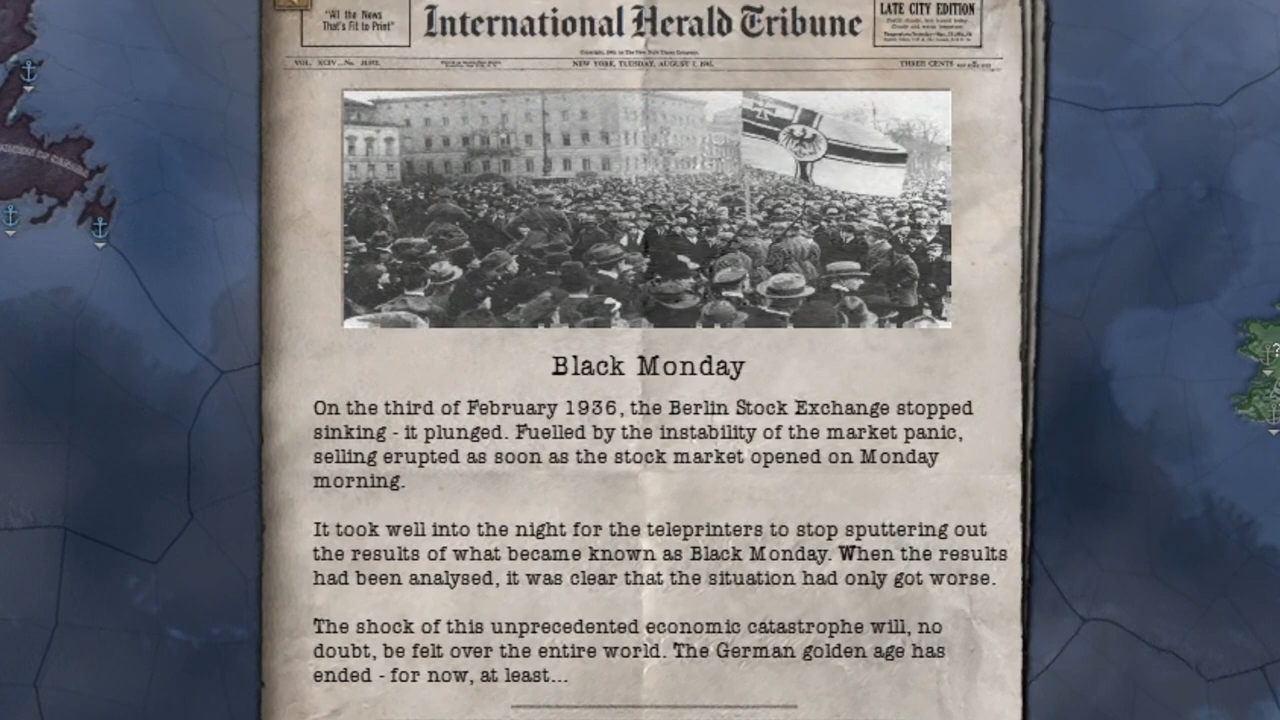 "All the News
That's Fit to Print"
International Herald Tribune
LATE CITY EDITION
NEW YORK, TUESDAY, AUGUST 7, 1945.
THREE CENTS
Black Monday
On the third of February 1936, the Berlin Stock Exchange stopped
sinking - it plunged. Fuelled by the instability of the market panic,
selling erupted as soon as the stock market opened on Monday
morning.
It took well into the night for the teleprinters to stop sputtering out
the results of what became known as Black Monday. When the results
had been analysed, it was clear that the situation had only got worse.
The shock of this unprecedented economic catastrophe will, no
doubt, be felt over the entire world. The German golden age has
ended - for now, at least...